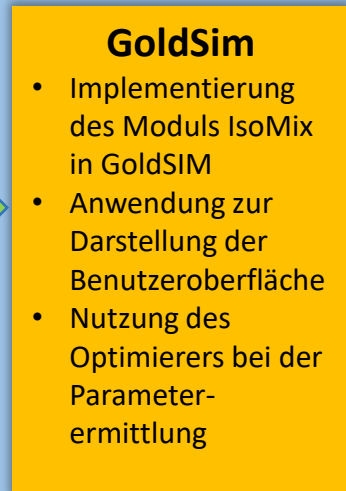 GoldSim
• Implementierung
des Moduls IsoMix
in GoldSIM
• Anwendung zur
Darstellung der
Benutzeroberfläche
• Nutzung des
Optimierers bei der
Parameter-
ermittlung